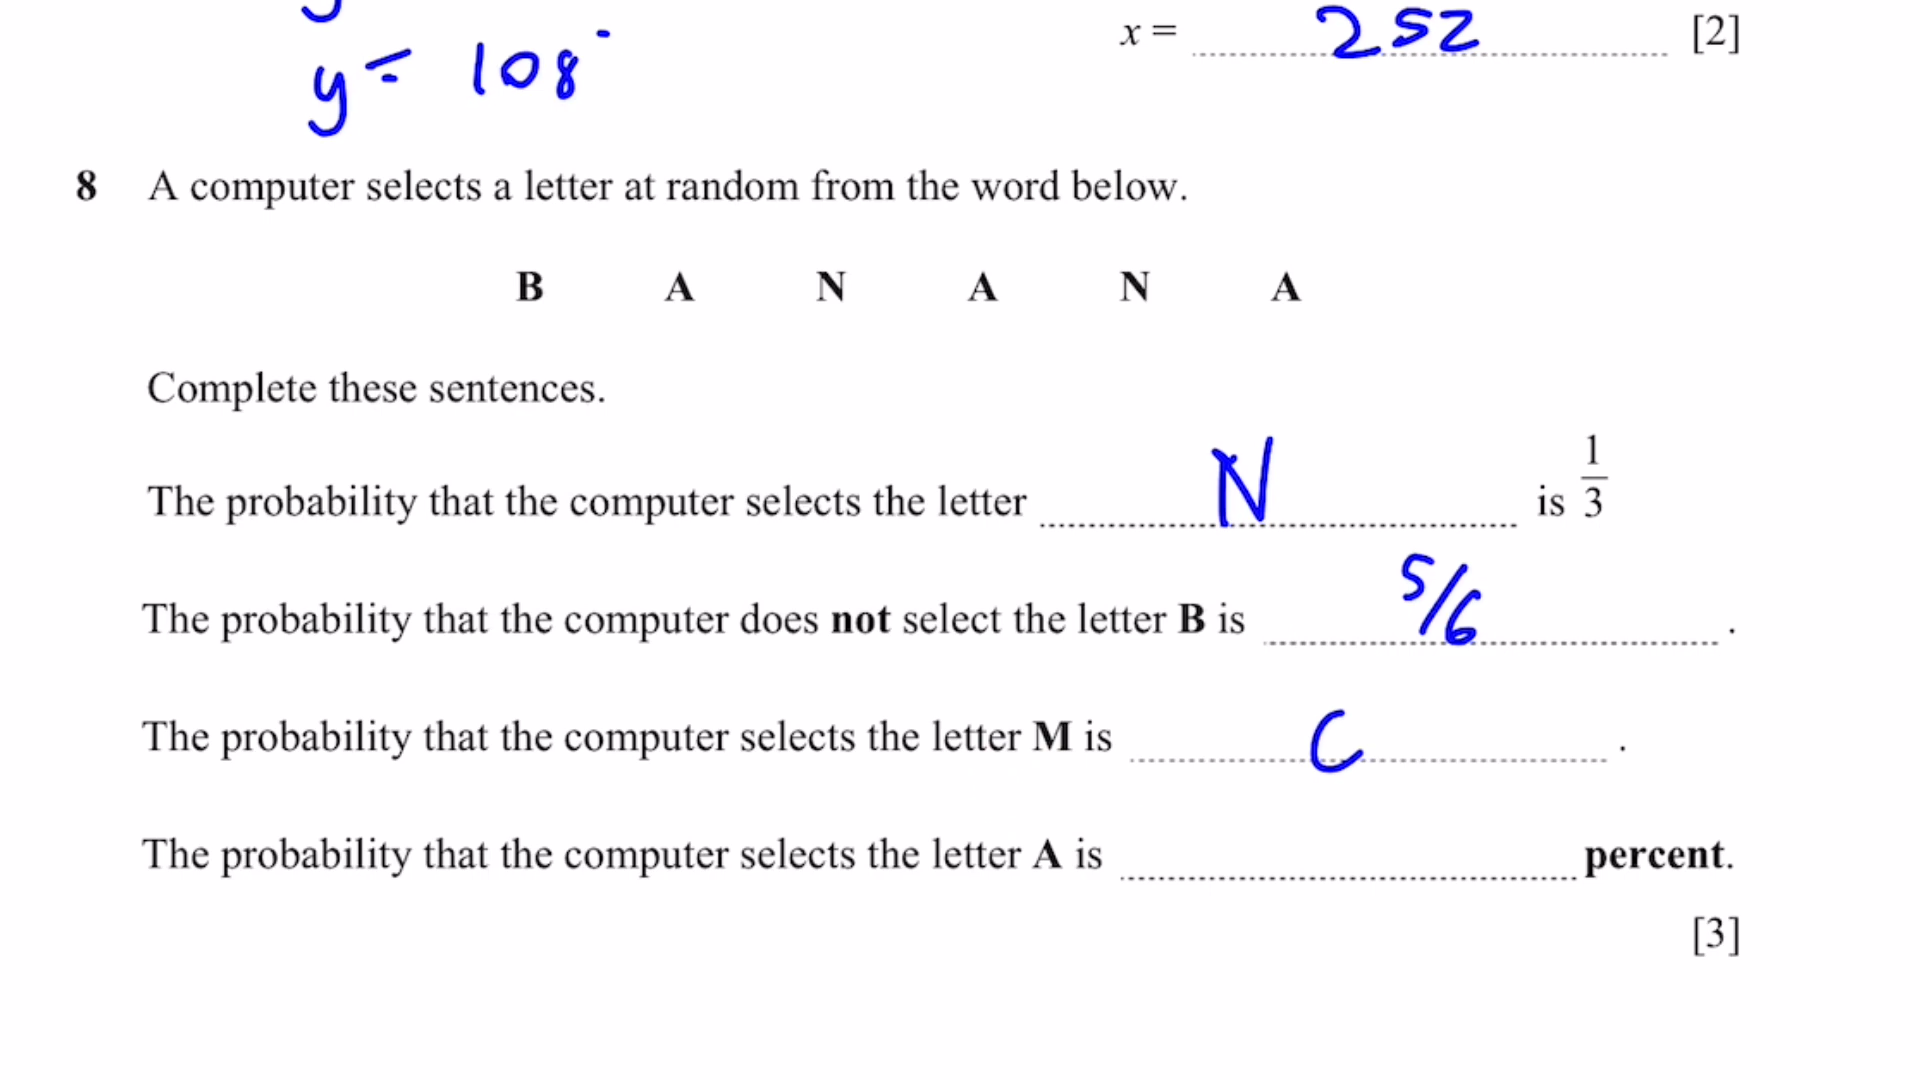 x = 252 [2]
y = 108°
8 A computer selects a letter at random from the word below.
B A N A N A
Complete these sentences.
The probability that the computer selects the letter N is 1/3
The probability that the computer does not select the letter B is 5/6 .
The probability that the computer selects the letter M is C .
The probability that the computer selects the letter A is percent.
[3]